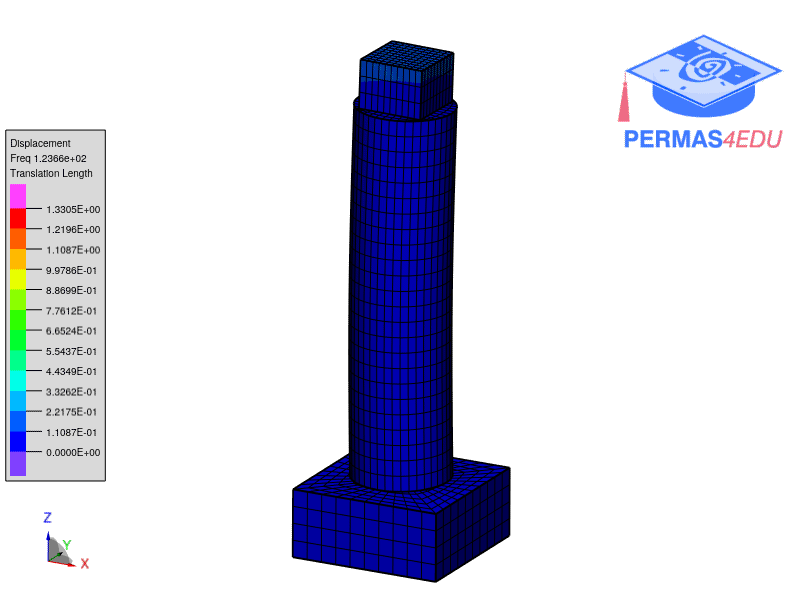 PERMAS4EDU
Displacement
Freq 1.2366e+02
Translation Length
1.3305E+00
1.2196E+00
1.1087E+00
9.9786E-01
8.8699E-01
7.7612E-01
6.6524E-01
5.5437E-01
4.4349E-01
3.3262E-01
2.2175E-01
1.1087E-01
0.0000E+00
Z
Y
X